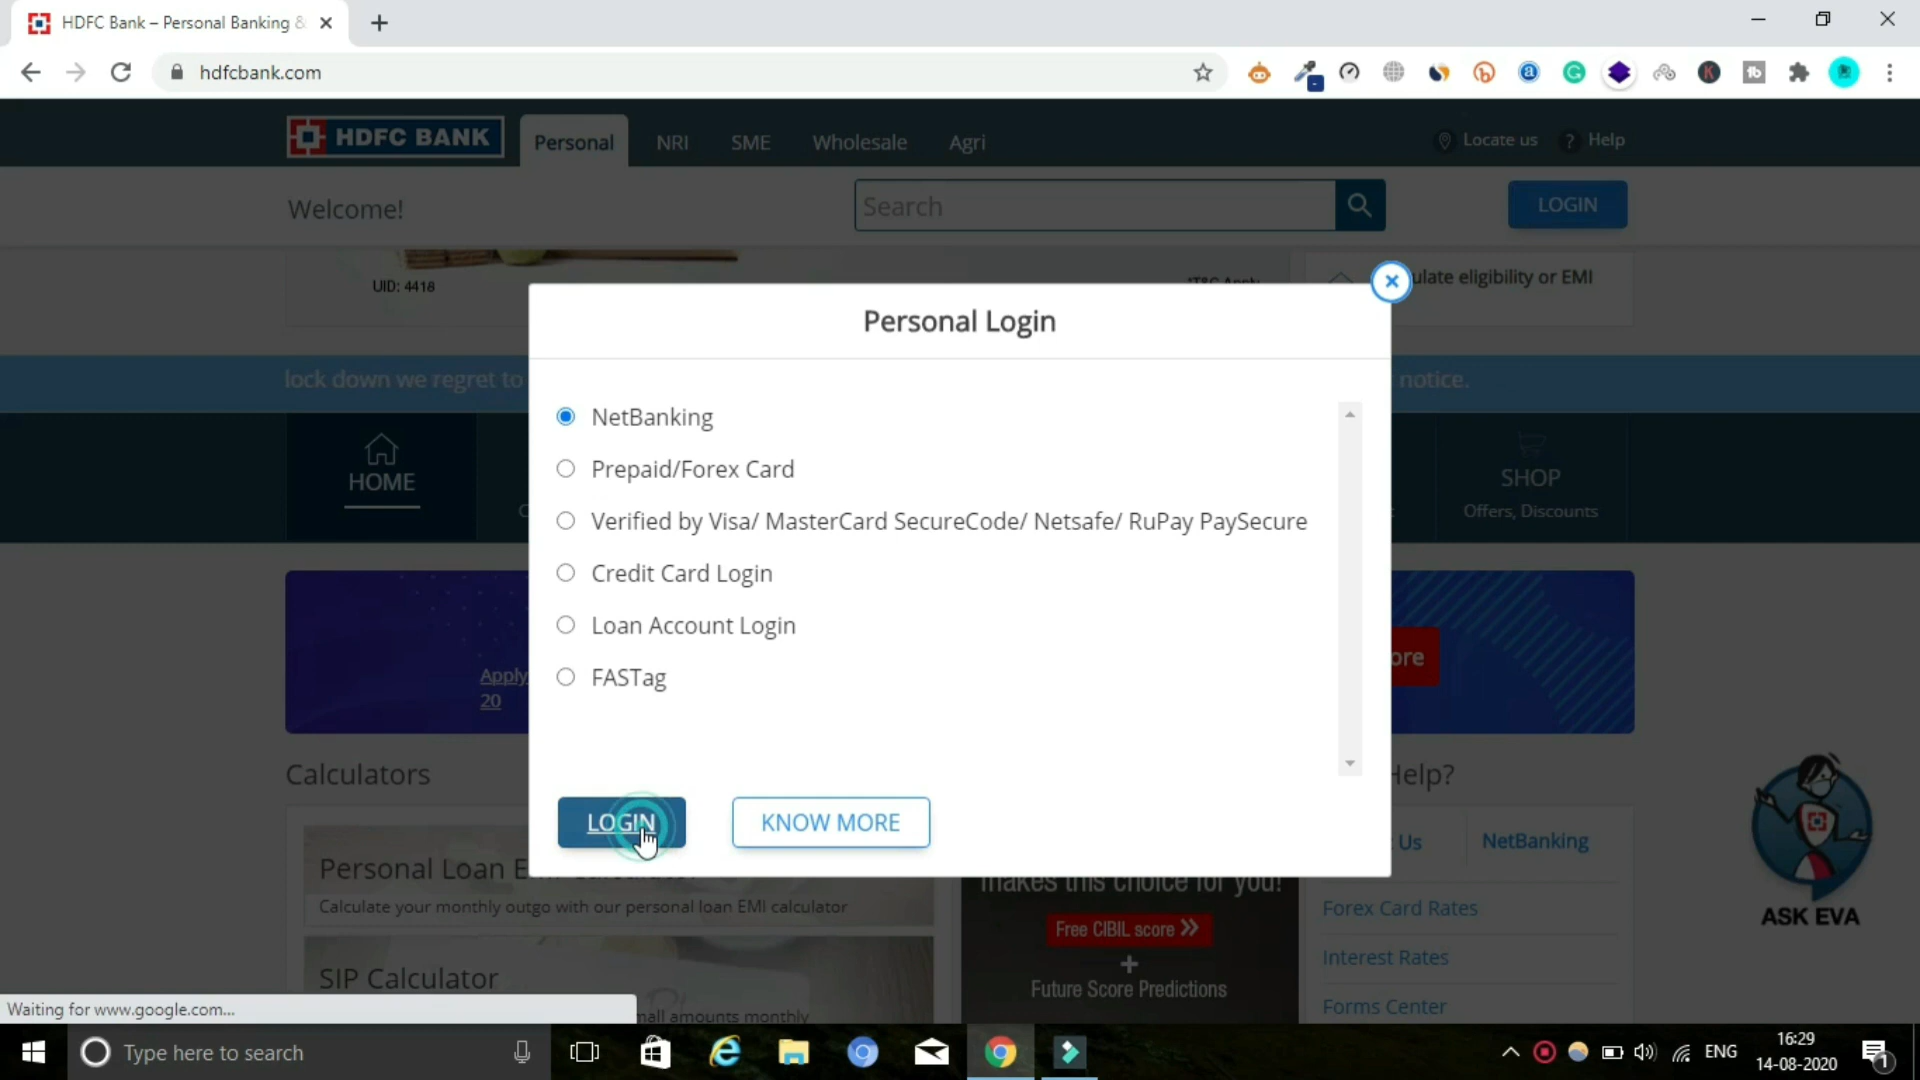 HDFC Bank – Personal Banking &
hdfcbank.com
HDFC BANK
Personal
NRI
SME
Wholesale
Agri
Locate us
? Help
Welcome!
Search
LOGIN
UID: 4418
*T&C Apply
ulate eligibility or EMI
Personal Login
lock down we regret to
notice.
NetBanking
Prepaid/Forex Card
Verified by Visa/ MasterCard SecureCode/ Netsafe/ RuPay PaySecure
Credit Card Login
Loan Account Login
FASTag
HOME
SHOP
Offers, Discounts
Apply
20
ore
LOGIN
KNOW MORE
Calculators
Help?
Us
NetBanking
Personal Loan E
Calculate your monthly outgo with our personal loan EMI calculator
makes this choice for you!
Free CIBIL score
+
Future Score Predictions
Forex Card Rates
Interest Rates
Forms Center
ASK EVA
SIP Calculator
mall amounts monthly
Waiting for www.google.com...
Type here to search
ENG
16:29
14-08-2020
1